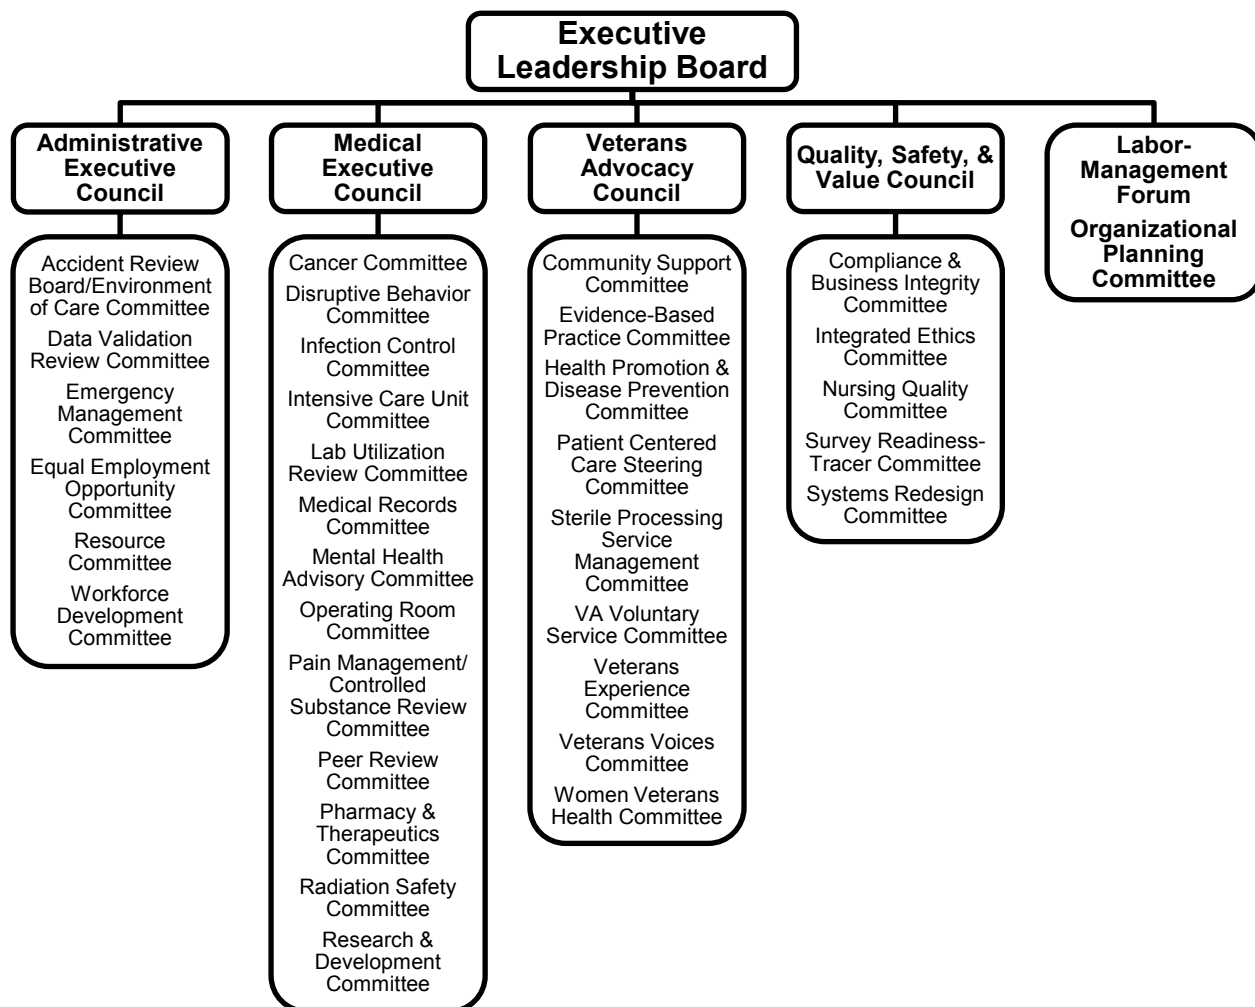 Executive
Leadership Board
Administrative
Executive
Council
Medical
Executive
Council
Veterans
Advocacy
Council
Quality, Safety, &
Value Council
Labor-
Management
Forum
Organizational
Planning
Committee
Accident Review
Board/Environment
of Care Committee
Data Validation
Review Committee
Emergency
Management
Committee
Equal Employment
Opportunity
Committee
Resource
Committee
Workforce
Development
Committee
Cancer Committee
Disruptive Behavior
Committee
Infection Control
Committee
Intensive Care Unit
Committee
Lab Utilization
Review Committee
Medical Records
Committee
Mental Health
Advisory Committee
Operating Room
Committee
Pain Management/
Controlled
Substance Review
Committee
Peer Review
Committee
Pharmacy &
Therapeutics
Committee
Radiation Safety
Committee
Research &
Development
Committee
Community Support
Committee
Evidence-Based
Practice Committee
Health Promotion &
Disease Prevention
Committee
Patient Centered
Care Steering
Committee
Sterile Processing
Service
Management
Committee
VA Voluntary
Service Committee
Veterans
Experience
Committee
Veterans Voices
Committee
Women Veterans
Health Committee
Compliance &
Business Integrity
Committee
Integrated Ethics
Committee
Nursing Quality
Committee
Survey Readiness-
Tracer Committee
Systems Redesign
Committee